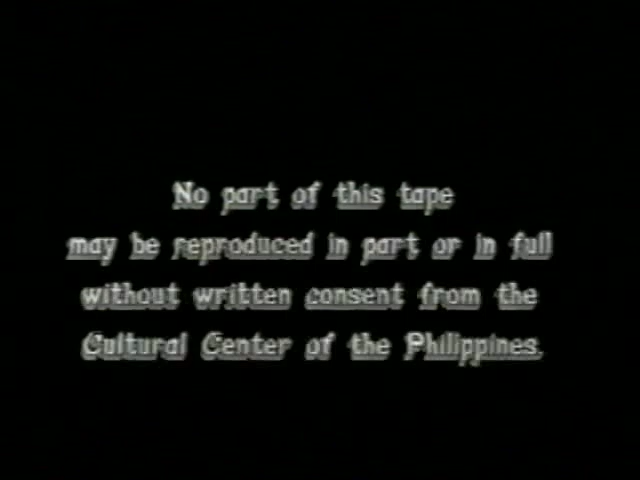 No part of this tape
may be reproduced in part or in full
without written consent from the
Cultural Center of the Philippines.